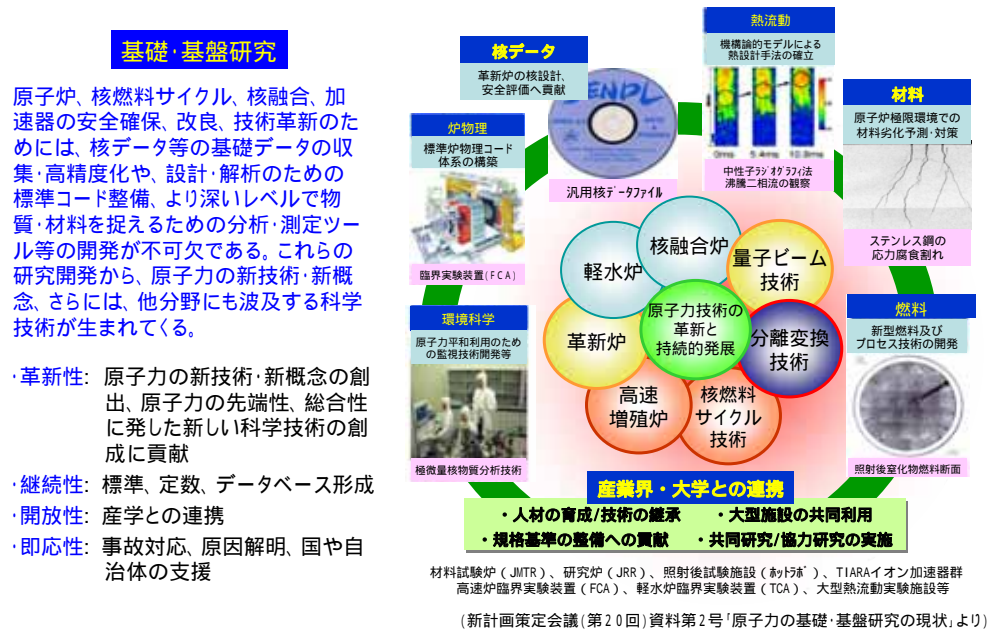 基礎・基盤研究
原子炉、核燃料サイクル、核融合、加
速器の安全確保、改良、技術革新のた
めには、核データ等の基礎データの収
集・高精度化や、設計・解析のための
標準コード整備、より深いレベルで物
質・材料を捉えるための分析・測定ツー
ル等の開発が不可欠である。これらの
研究開発から、原子力の新技術・新概
念、さらには、他分野にも波及する科学
技術が生まれてくる。
・革新性: 原子力の新技術・新概念の創
出、原子力の先端性、総合性
に発した新しい科学技術の創
成に貢献
・継続性: 標準、定数、データベース形成
・開放性: 産学との連携
・即応性: 事故対応、原因解明、国や自
治体の支援
核データ
革新炉の核設計、
安全評価へ貢献
JENDL
汎用核データファイル
熱流動
機構論的モデルによる
熱設計手法の確立
0ms 5.4ms 10.8ms
中性子ラジオグラフィ法
沸騰二相流の観察
材料
原子炉極限環境での
材料劣化予測・対策
ステンレス鋼の
応力腐食割れ
炉物理
標準炉物理コード
体系の構築
臨界実験装置(FCA)
環境科学
原子力平和利用のため
の監視技術開発等
極微量核物質分析技術
燃料
新型燃料及び
プロセス技術の開発
照射後窒化物燃料断面
核融合炉
軽水炉
量子ビーム
技術
原子力技術の
革新と
持続的発展
革新炉
分離変換
技術
高速
増殖炉
核燃料
サイクル
技術
産業界・大学との連携
・人材の育成/技術の継承 ・大型施設の共同利用
・規格基準の整備への貢献 ・共同研究/協力研究の実施
材料試験炉(JMTR)、研究炉(JRR)、照射後試験施設(ホットラボ)、TIARAイオン加速器群
高速炉臨界実験装置(FCA)、軽水炉臨界実験装置(TCA)、大型熱流動実験施設等
(新計画策定会議(第20回)資料第2号「原子力の基礎・基盤研究の現状」より)